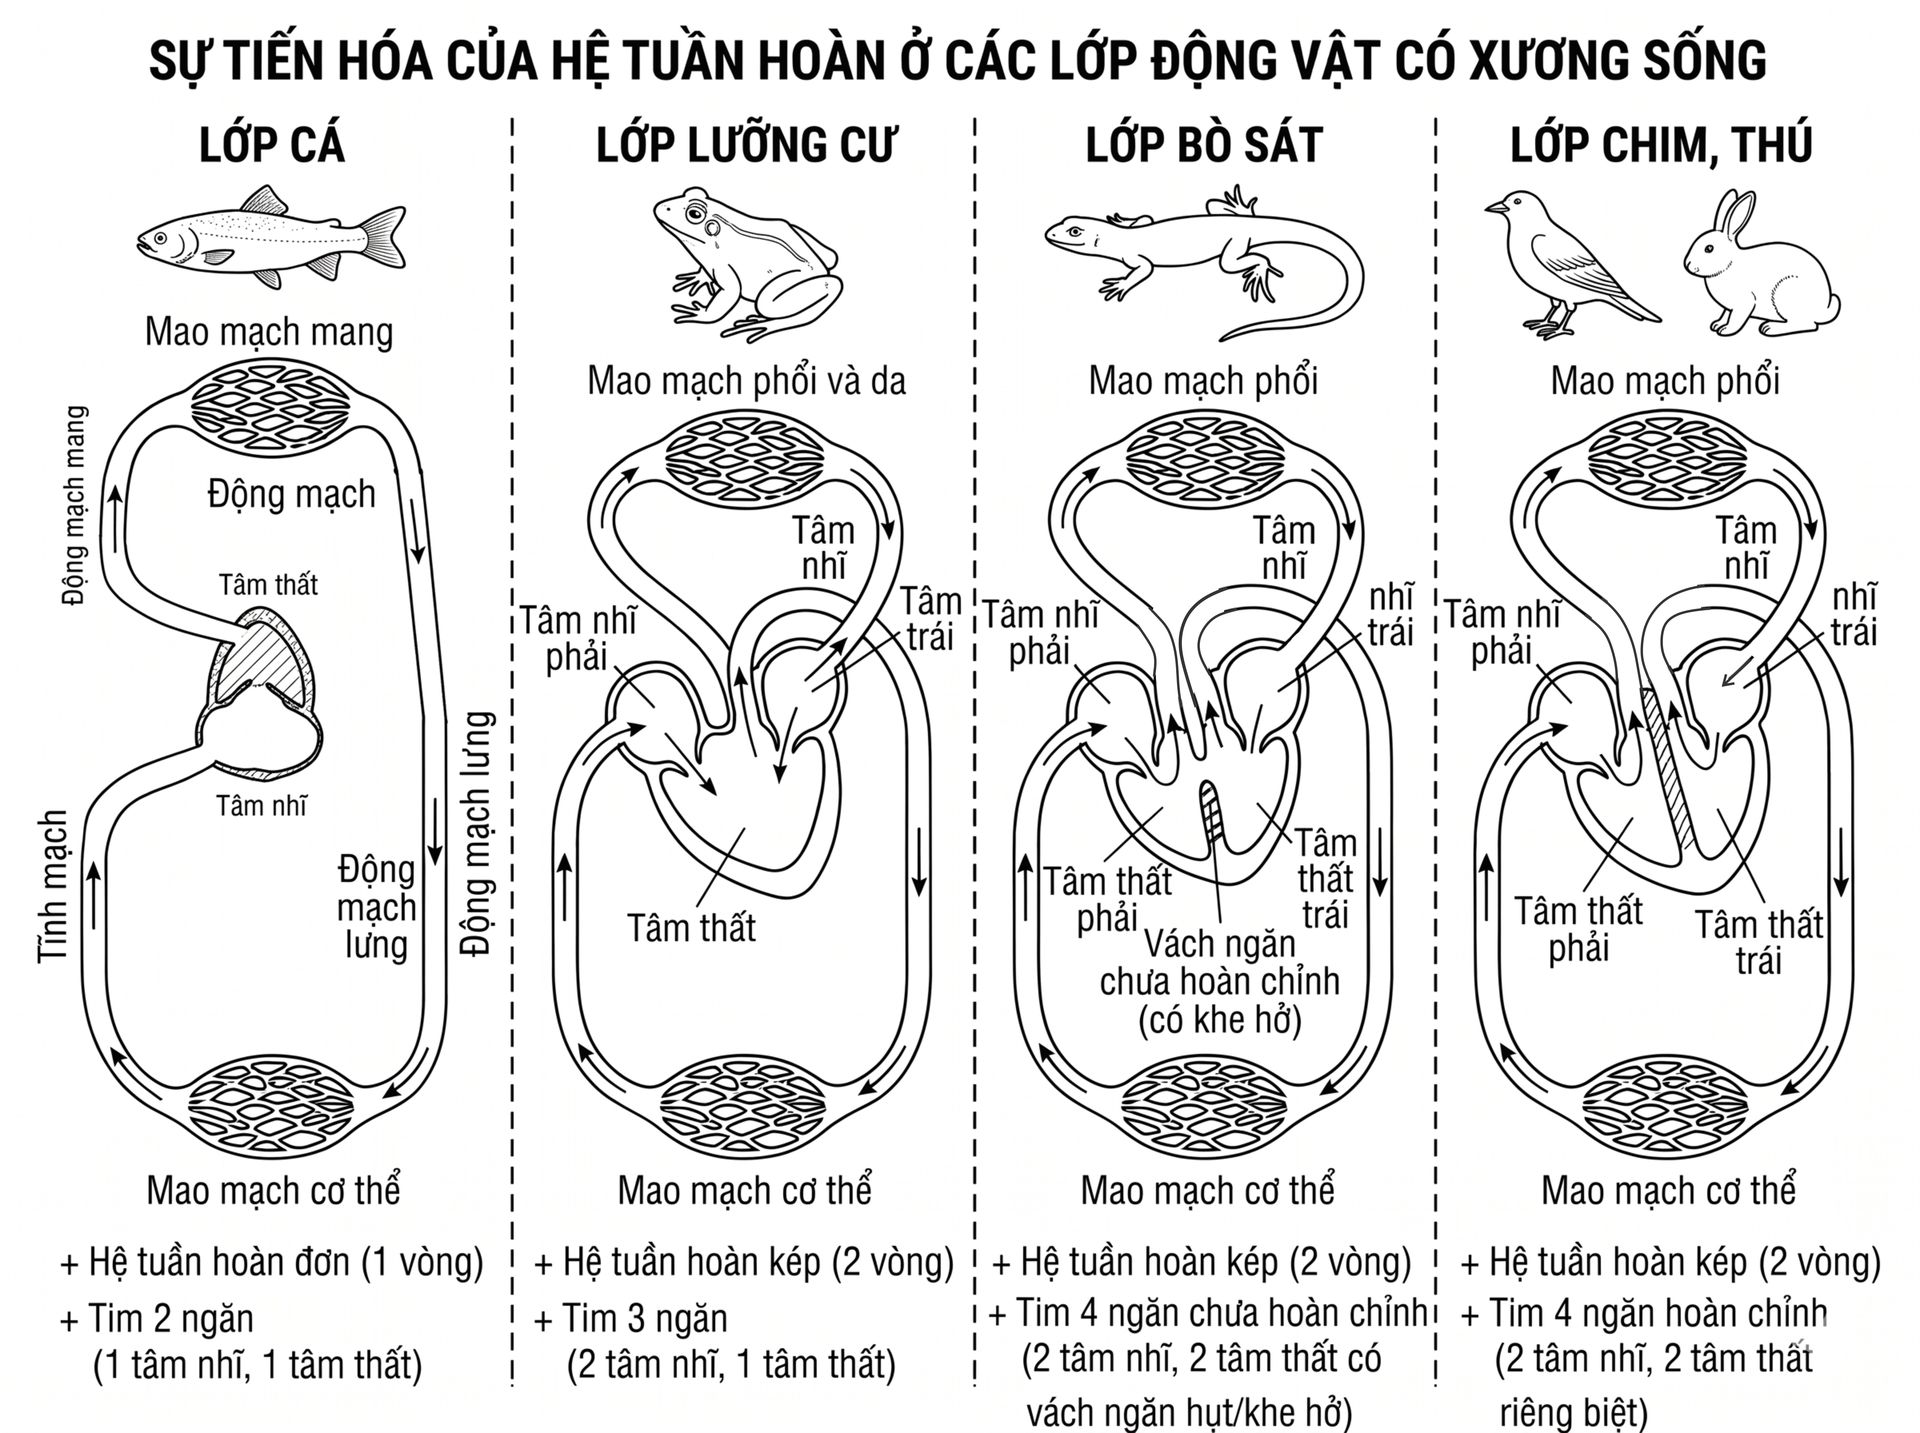 SỰ TIẾN HÓA CỦA HỆ TUẦN HOÀN Ở CÁC LỚP ĐỘNG VẬT CÓ XƯƠNG SỐNG
LỚP CÁ
Mao mạch mang
Động mạch mang
Động mạch
Tâm thất
Tâm nhĩ
Tĩnh mạch
Động
mạch
lưng
Động mạch lưng
Mao mạch cơ thể
+ Hệ tuần hoàn đơn (1 vòng)
+ Tim 2 ngăn
(1 tâm nhĩ, 1 tâm thất)
LỚP LƯỠNG CƯ
Mao mạch phổi và da
Tâm
nhĩ
Tâm
trái
Tâm nhĩ
phải
Tâm thất
Mao mạch cơ thể
+ Hệ tuần hoàn kép (2 vòng)
+ Tim 3 ngăn
(2 tâm nhĩ, 1 tâm thất)
LỚP BÒ SÁT
Mao mạch phổi
Tâm
nhĩ
nhĩ
trái
Tâm nhĩ
phải
Tâm thất
phải
Tâm
thất
trái
Vách ngăn
chưa hoàn chỉnh
(có khe hở)
Mao mạch cơ thể
+ Hệ tuần hoàn kép (2 vòng)
+ Tim 4 ngăn chưa hoàn chỉnh
(2 tâm nhĩ, 2 tâm thất có
vách ngăn hụt/khe hở)
LỚP CHIM, THÚ
Mao mạch phổi
Tâm
nhĩ
nhĩ
trái
Tâm nhĩ
phải
Tâm thất
phải
Tâm thất
trái
Mao mạch cơ thể
+ Hệ tuần hoàn kép (2 vòng)
+ Tim 4 ngăn hoàn chỉnh
(2 tâm nhĩ, 2 tâm thất
riêng biệt)